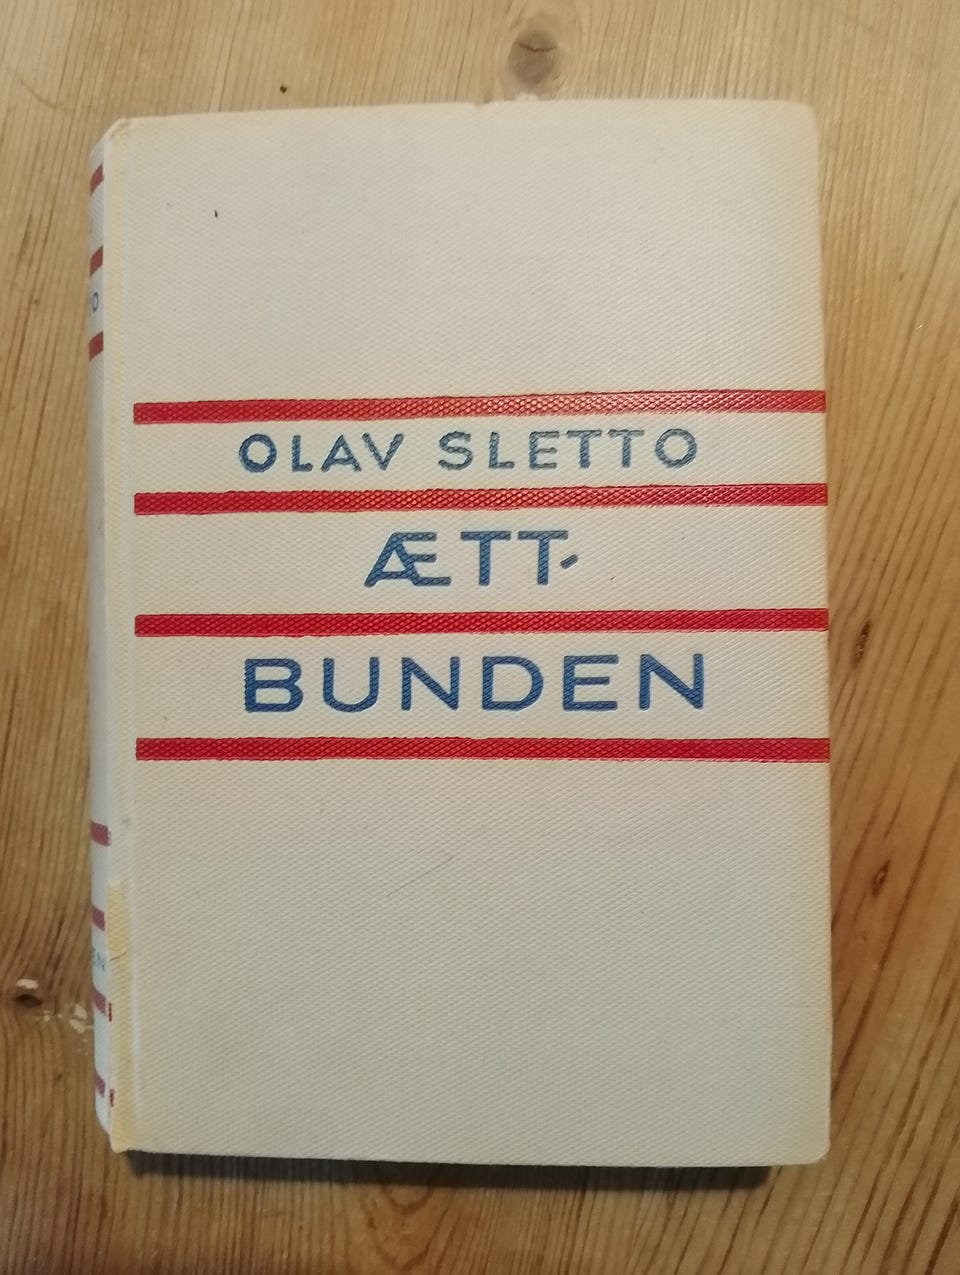 OLAV SLETTO
ÆTT-
BUNDEN